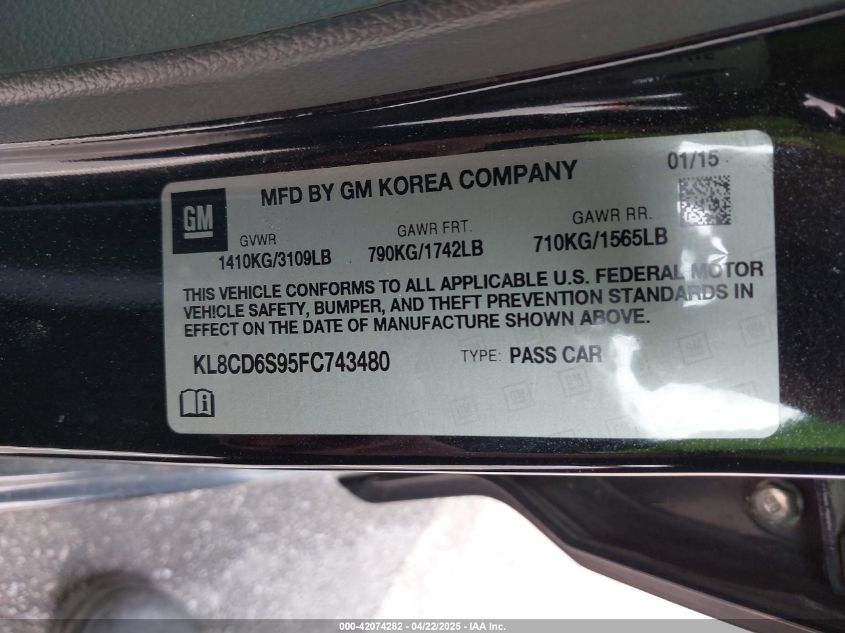 MFD BY GM KOREA COMPANY
01/15
GM
GVWR
GAWR FRT.
GAWR RR.
1410KG/3109LB
790KG/1742LB
710KG/1565LB
THIS VEHICLE CONFORMS TO ALL APPLICABLE U.S. FEDERAL MOTOR
VEHICLE SAFETY, BUMPER, AND THEFT PREVENTION STANDARDS IN
EFFECT ON THE DATE OF MANUFACTURE SHOWN ABOVE.
KL8CD6S95FC743480
TYPE: PASS CAR
000-42074282 - 04/22/2025 - IAA Inc.